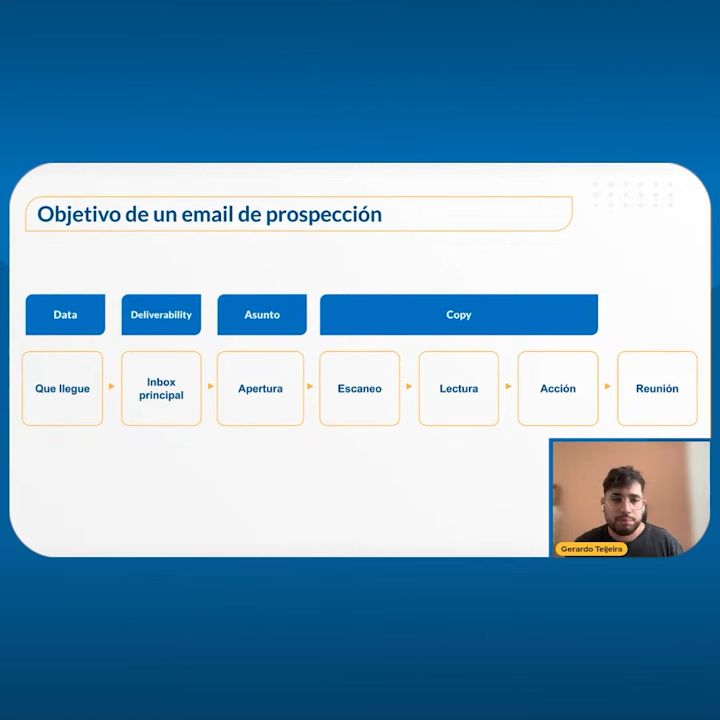 Objetivo de un email de prospección
Data
Deliverability
Asunto
Copy
Que llegue
Inbox
principal
Apertura
Escaneo
Lectura
Acción
Reunión
Gerardo Teijeira